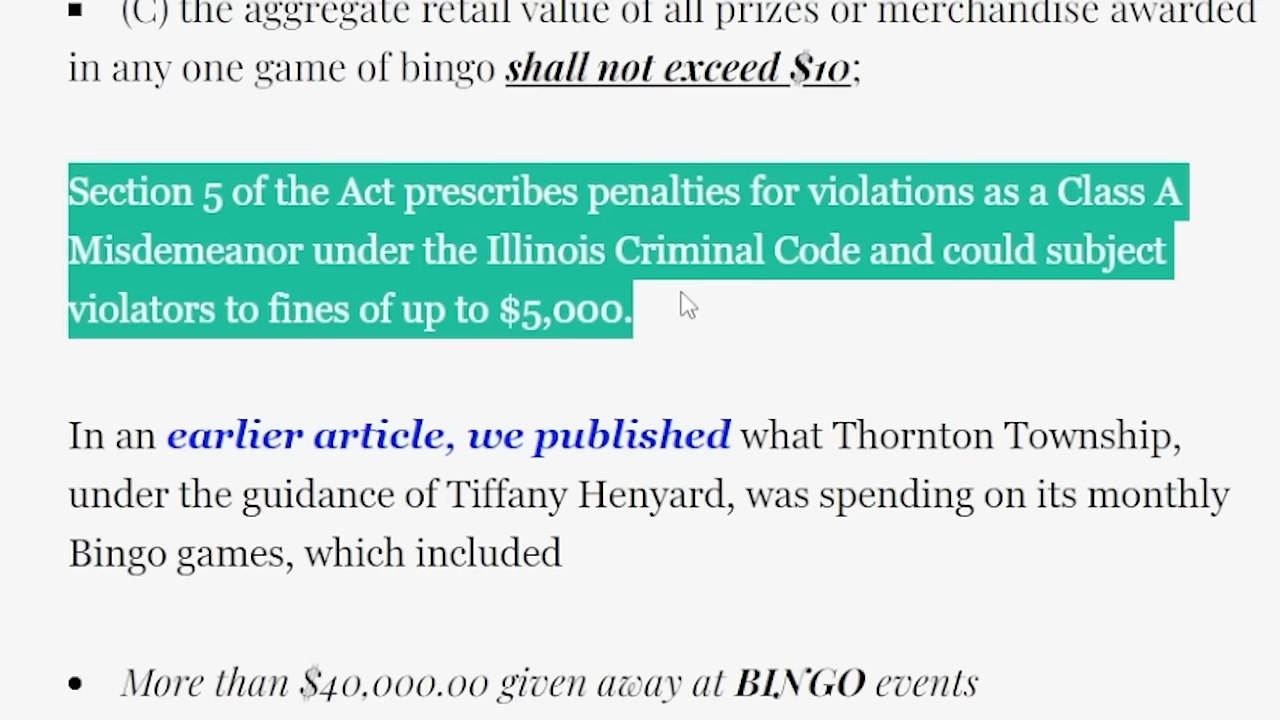 (C) the aggregate retail value of all prizes or merchandise awarded
in any one game of bingo shall not exceed $10;
Section 5 of the Act prescribes penalties for violations as a Class A
Misdemeanor under the Illinois Criminal Code and could subject
violators to fines of up to $5,000.
In an earlier article, we published what Thornton Township,
under the guidance of Tiffany Henyard, was spending on its monthly
Bingo games, which included
More than $40,000.00 given away at BINGO events